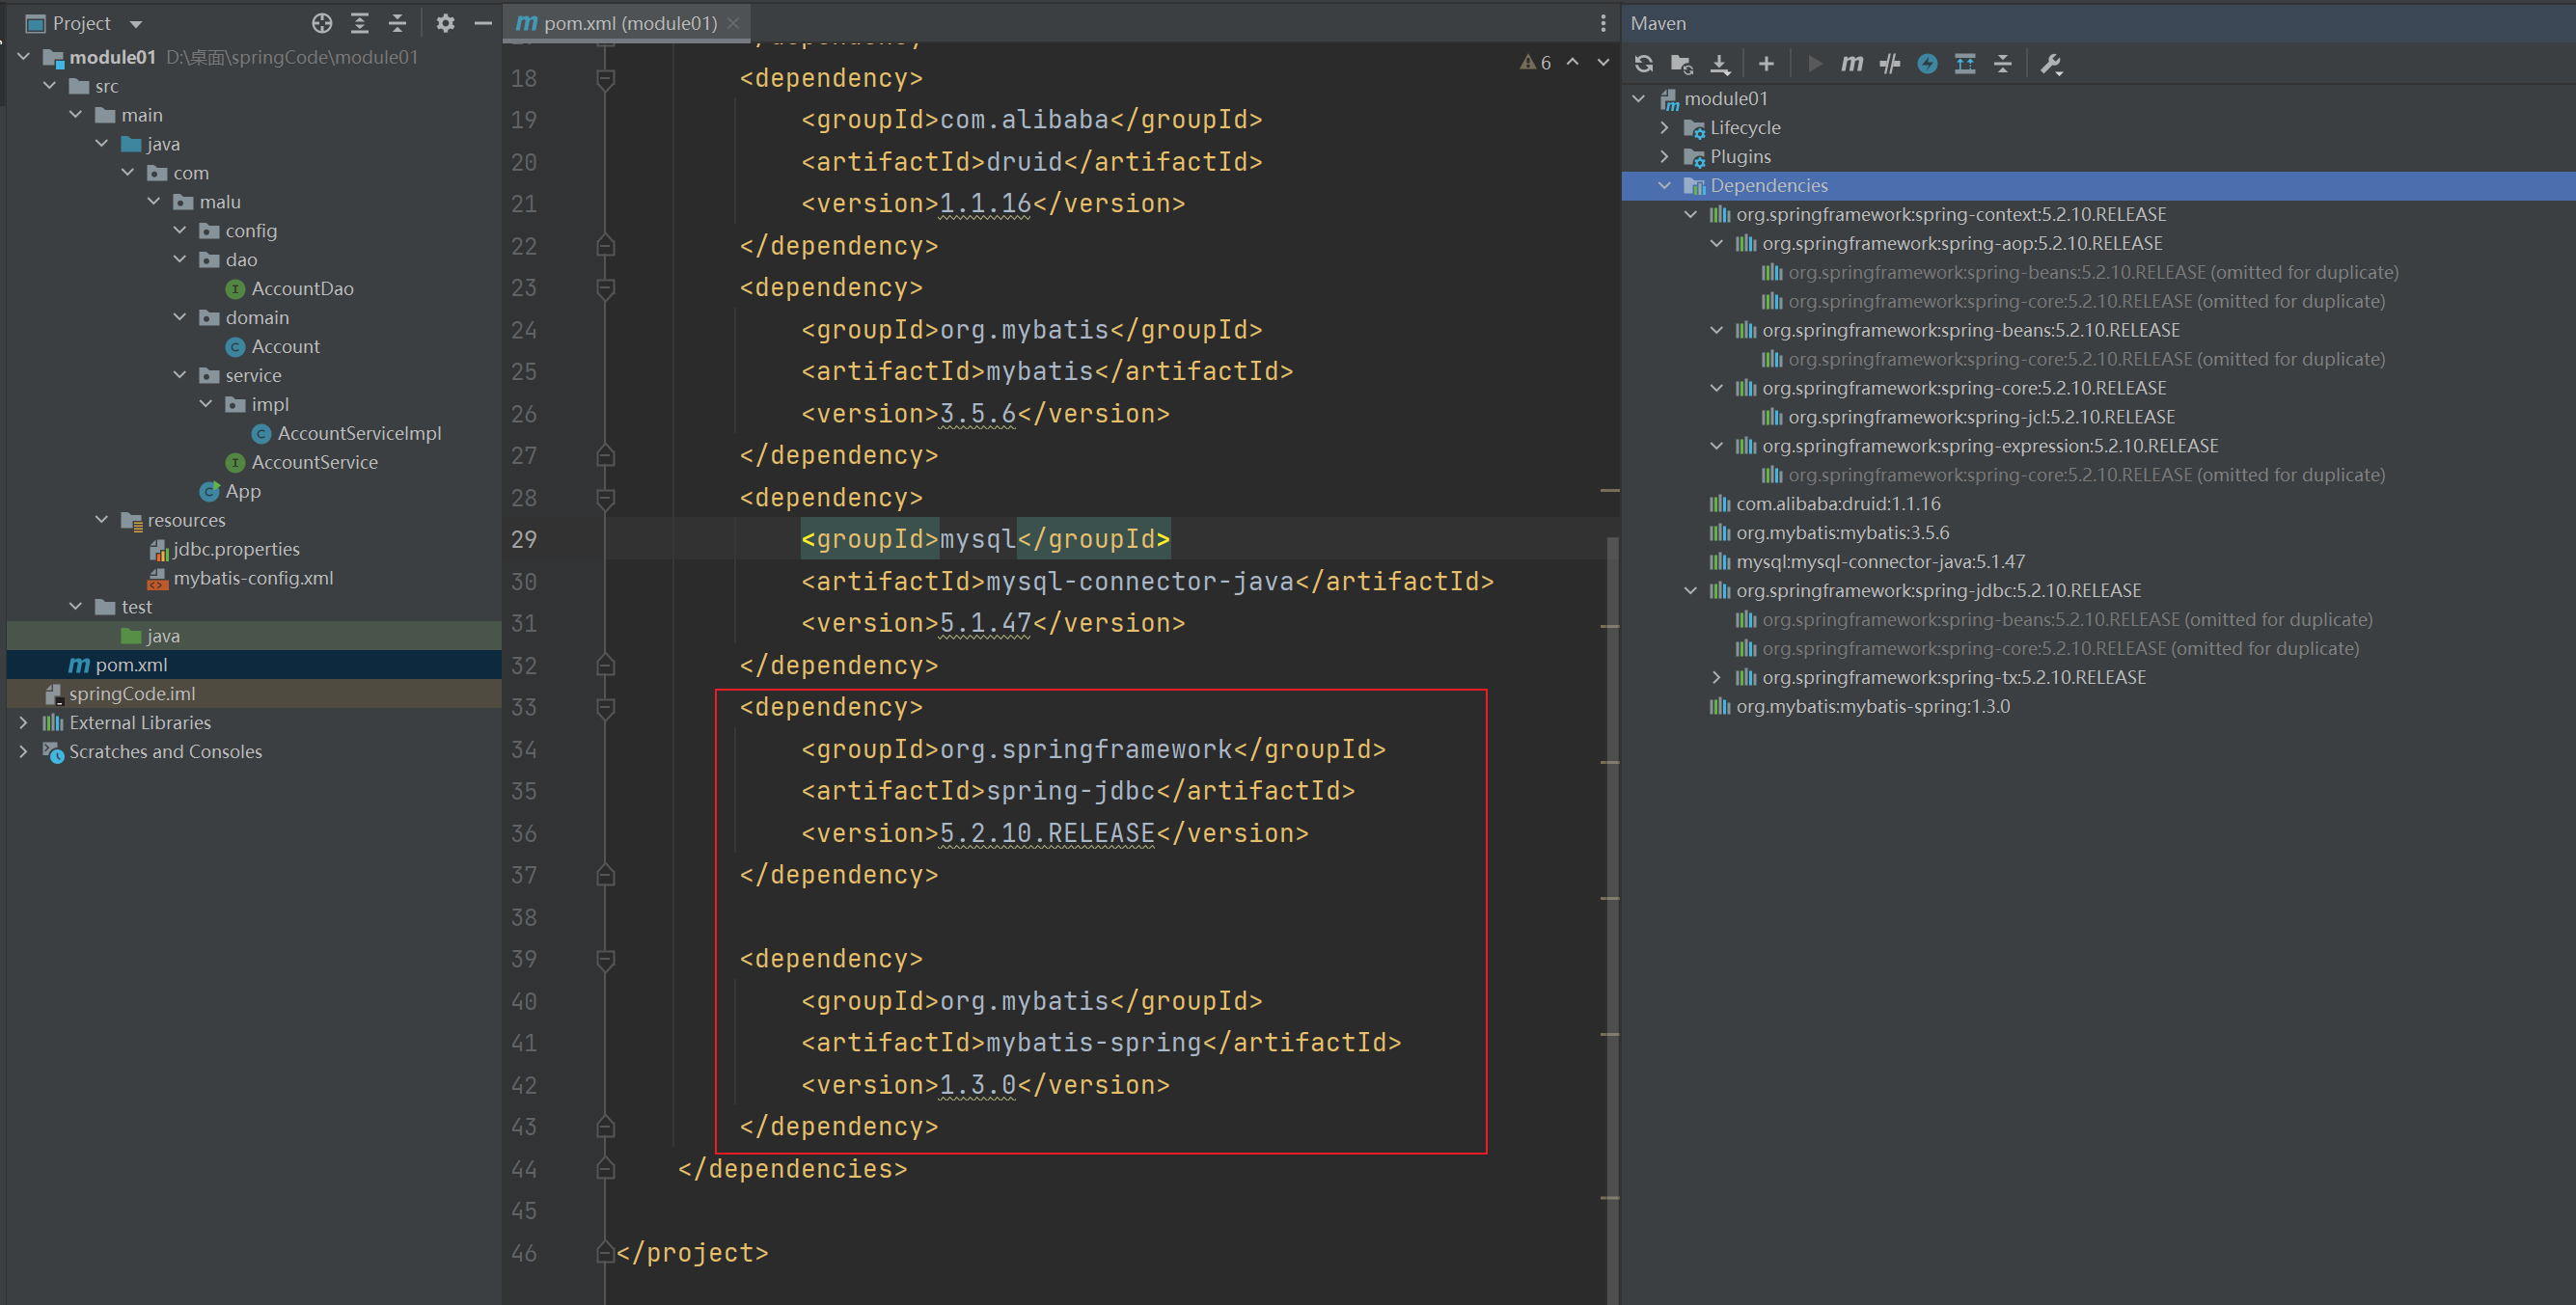 Project
module01 D:\桌面\springCode\module01
src
main
java
com
malu
config
dao
AccountDao
domain
Account
service
impl
AccountServiceImpl
AccountService
App
resources
jdbc.properties
mybatis-config.xml
test
java
pom.xml
springCode.iml
External Libraries
Scratches and Consoles
pom.xml (module01)
6
</dependency>
18 <dependency>
19 <groupId>com.alibaba</groupId>
20 <artifactId>druid</artifactId>
21 <version>1.1.16</version>
22 </dependency>
23 <dependency>
24 <groupId>org.mybatis</groupId>
25 <artifactId>mybatis</artifactId>
26 <version>3.5.6</version>
27 </dependency>
28 <dependency>
29 <groupId>mysql</groupId>
30 <artifactId>mysql-connector-java</artifactId>
31 <version>5.1.47</version>
32 </dependency>
33 <dependency>
34 <groupId>org.springframework</groupId>
35 <artifactId>spring-jdbc</artifactId>
36 <version>5.2.10.RELEASE</version>
37 </dependency>
38
39 <dependency>
40 <groupId>org.mybatis</groupId>
41 <artifactId>mybatis-spring</artifactId>
42 <version>1.3.0</version>
43 </dependency>
44 </dependencies>
45
46 </project>
Maven
module01
Lifecycle
Plugins
Dependencies
org.springframework:spring-context:5.2.10.RELEASE
org.springframework:spring-aop:5.2.10.RELEASE
org.springframework:spring-beans:5.2.10.RELEASE (omitted for duplicate)
org.springframework:spring-core:5.2.10.RELEASE (omitted for duplicate)
org.springframework:spring-beans:5.2.10.RELEASE
org.springframework:spring-core:5.2.10.RELEASE (omitted for duplicate)
org.springframework:spring-core:5.2.10.RELEASE
org.springframework:spring-jcl:5.2.10.RELEASE
org.springframework:spring-expression:5.2.10.RELEASE
org.springframework:spring-core:5.2.10.RELEASE (omitted for duplicate)
com.alibaba:druid:1.1.16
org.mybatis:mybatis:3.5.6
mysql:mysql-connector-java:5.1.47
org.springframework:spring-jdbc:5.2.10.RELEASE
org.springframework:spring-beans:5.2.10.RELEASE (omitted for duplicate)
org.springframework:spring-core:5.2.10.RELEASE (omitted for duplicate)
org.springframework:spring-tx:5.2.10.RELEASE
org.mybatis:mybatis-spring:1.3.0